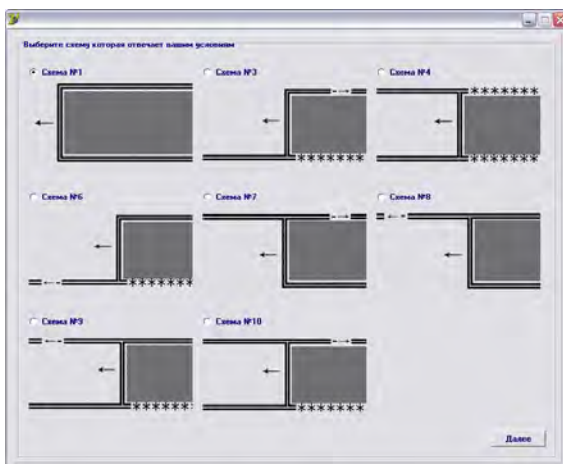 Выберите схему которая отвечает вашим условиям
Схема №1
Схема №3
Схема №4
Схема №6
Схема №7
Схема №8
Схема №9
Схема №10
Далее